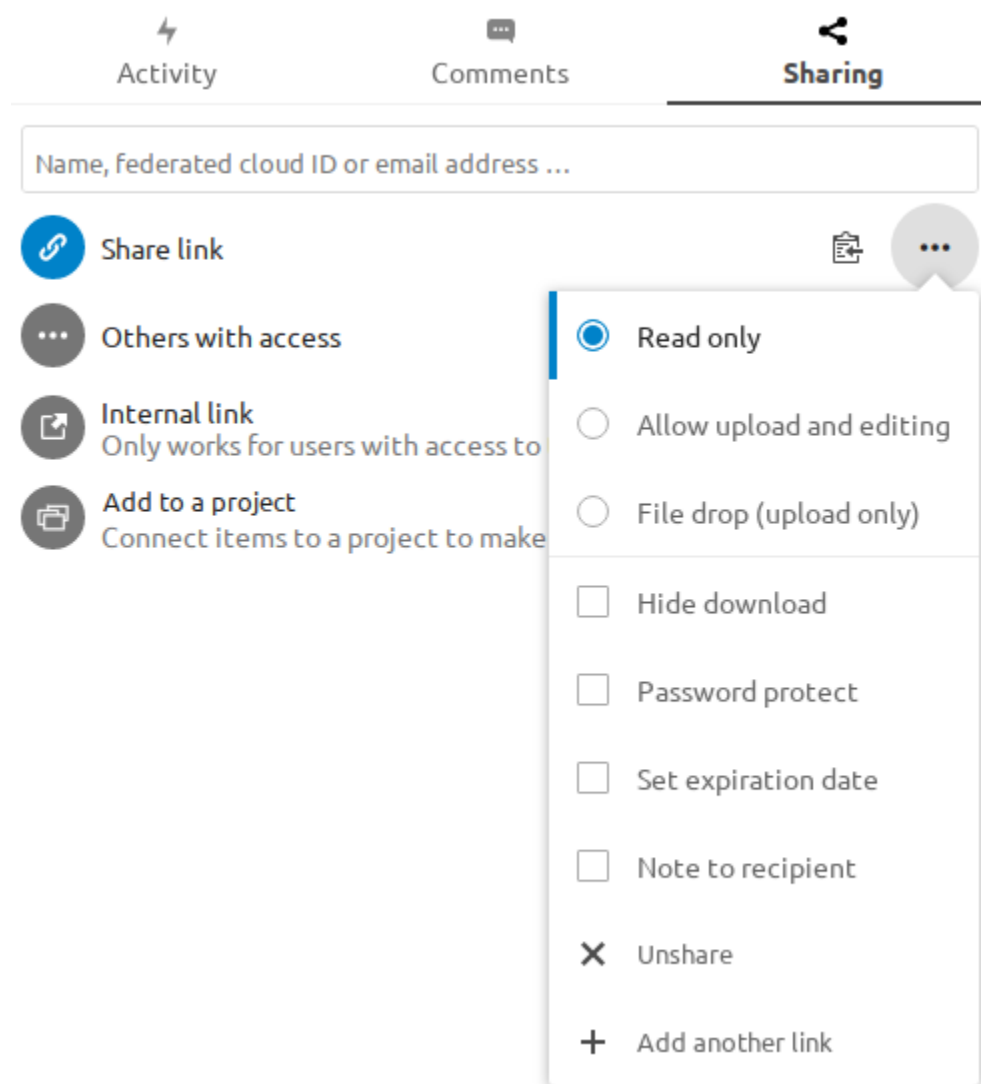 Activity
Comments
Sharing
Name, federated cloud ID or email address …
Share link
Others with access
Internal link
Only works for users with access to
Add to a project
Connect items to a project to make
Read only
Allow upload and editing
File drop (upload only)
Hide download
Password protect
Set expiration date
Note to recipient
Unshare
Add another link